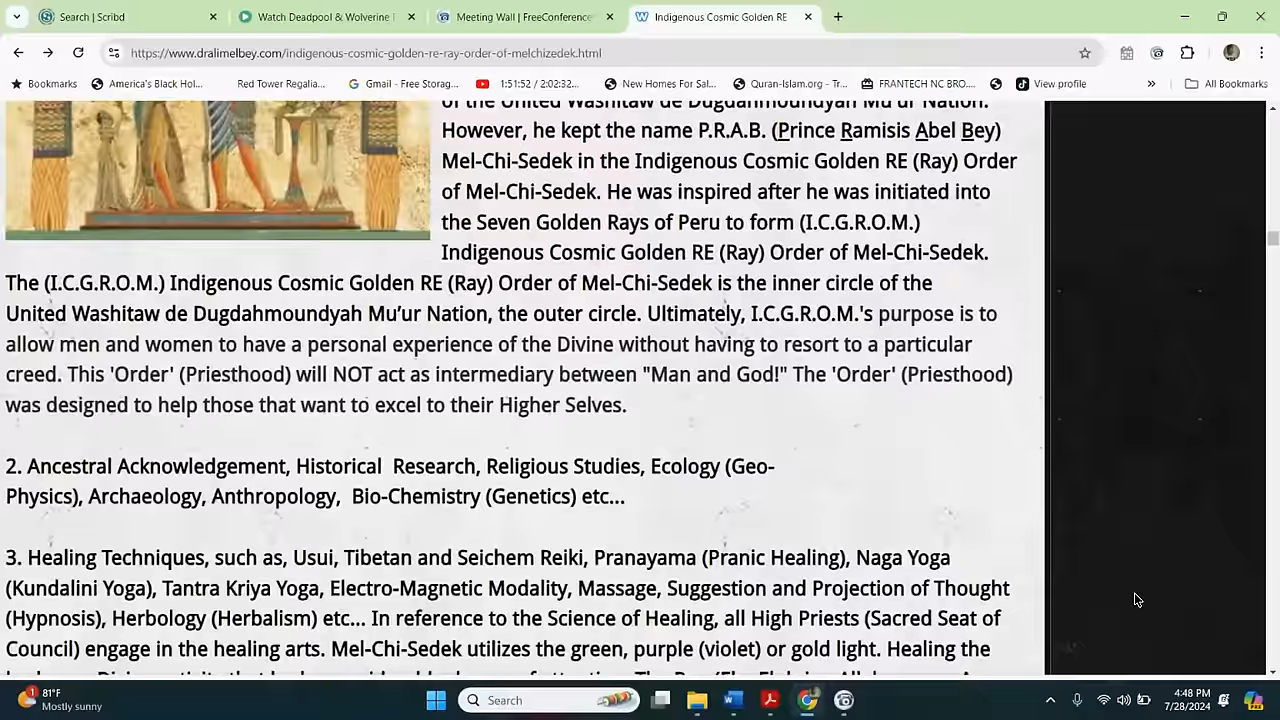 Search | Scribd
Watch Deadpool & Wolverine
Meeting Wall | FreeConference
Indigenous Cosmic Golden RE
https://www.dralimelbey.com/indigenous-cosmic-golden-re-ray-order-of-melchizedek.html
Bookmarks America's Black Hol... Red Tower Regalia... Gmail - Free Storag... 1:51:52 / 2:02:32... New Homes For Sal... Quran-Islam.org - Tr... FRANTECH NC BRO.... View profile » All Bookmarks
of the United Washitaw de Dugdahmoundyah Mu'ur Nation.
However, he kept the name P.R.A.B. (Prince Ramisis Abel Bey)
Mel-Chi-Sedek in the Indigenous Cosmic Golden RE (Ray) Order
of Mel-Chi-Sedek. He was inspired after he was initiated into
the Seven Golden Rays of Peru to form (I.C.G.R.O.M.)
Indigenous Cosmic Golden RE (Ray) Order of Mel-Chi-Sedek.
The (I.C.G.R.O.M.) Indigenous Cosmic Golden RE (Ray) Order of Mel-Chi-Sedek is the inner circle of the
United Washitaw de Dugdahmoundyah Mu'ur Nation, the outer circle. Ultimately, I.C.G.R.O.M.'s purpose is to
allow men and women to have a personal experience of the Divine without having to resort to a particular
creed. This 'Order' (Priesthood) will NOT act as intermediary between "Man and God!" The 'Order' (Priesthood)
was designed to help those that want to excel to their Higher Selves.
2. Ancestral Acknowledgement, Historical Research, Religious Studies, Ecology (Geo-
Physics), Archaeology, Anthropology, Bio-Chemistry (Genetics) etc...
3. Healing Techniques, such as, Usui, Tibetan and Seichem Reiki, Pranayama (Pranic Healing), Naga Yoga
(Kundalini Yoga), Tantra Kriya Yoga, Electro-Magnetic Modality, Massage, Suggestion and Projection of Thought
(Hypnosis), Herbology (Herbalism) etc... In reference to the Science of Healing, all High Priests (Sacred Seat of
Council) engage in the healing arts. Mel-Chi-Sedek utilizes the green, purple (violet) or gold light. Healing the
1
81°F
Mostly sunny
Search
4:48 PM
7/28/2024